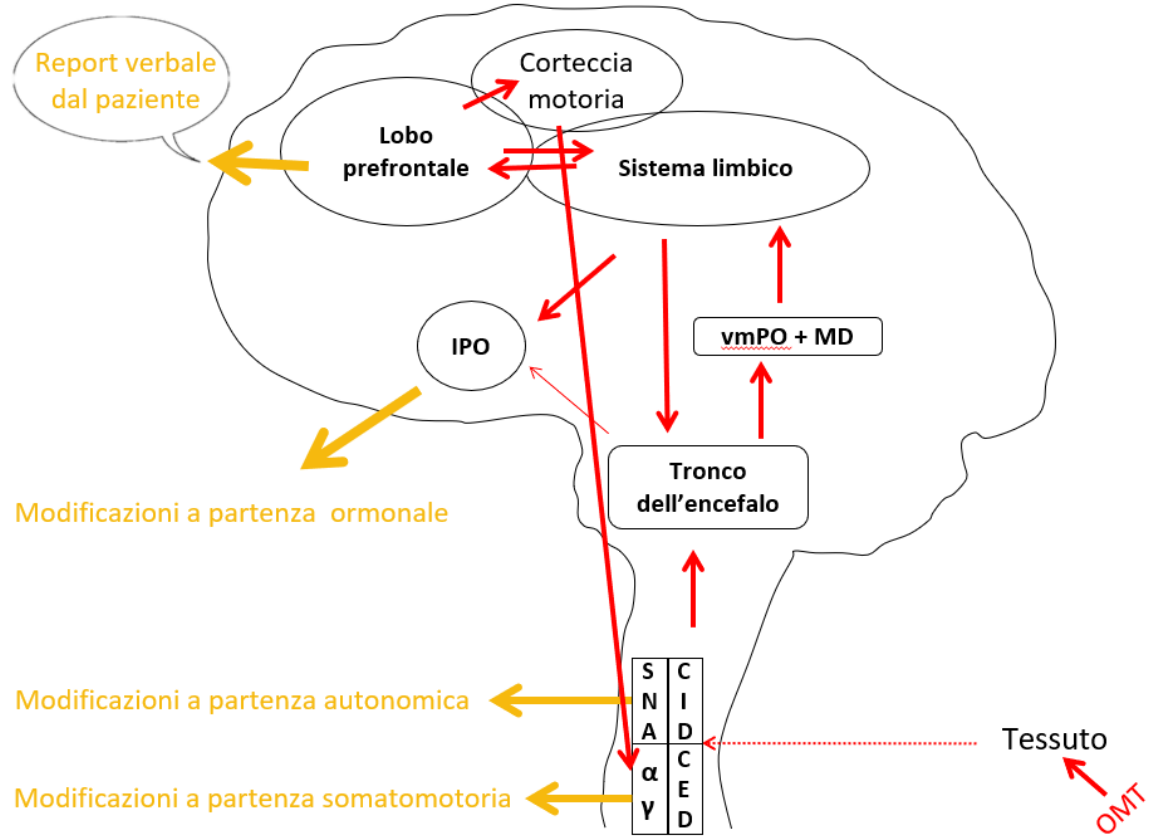 Report verbale
dal paziente
Corteccia
motoria
Lobo
prefrontale
Sistema limbico
IPO
vmPO + MD
Tronco
dell'encefalo
Modificazioni a partenza  ormonale
S C
N I
A D
Modificazioni a partenza autonomica
α C
γ E
D
Modificazioni a partenza somatomotoria
Tessuto
OMT